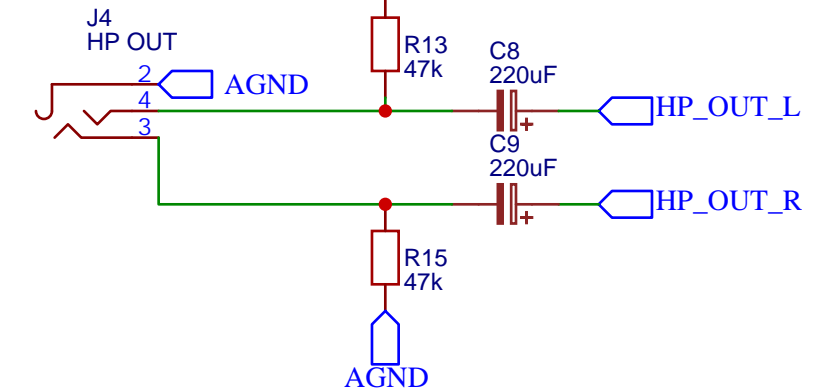 J4
HP OUT
R13
47k
C8
220uF
2
AGND
4
HP_OUT_L
3
C9
220uF
HP_OUT_R
R15
47k
AGND